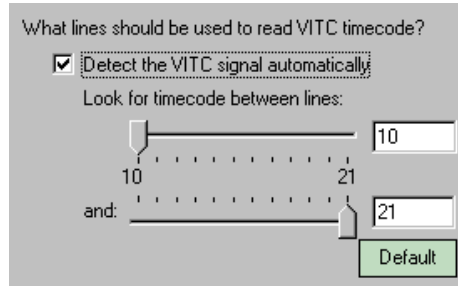 What lines should be used to read VITC timecode?
Detect the VITC signal automatically
Look for timecode between lines:
10
10 21
and:
21
Default